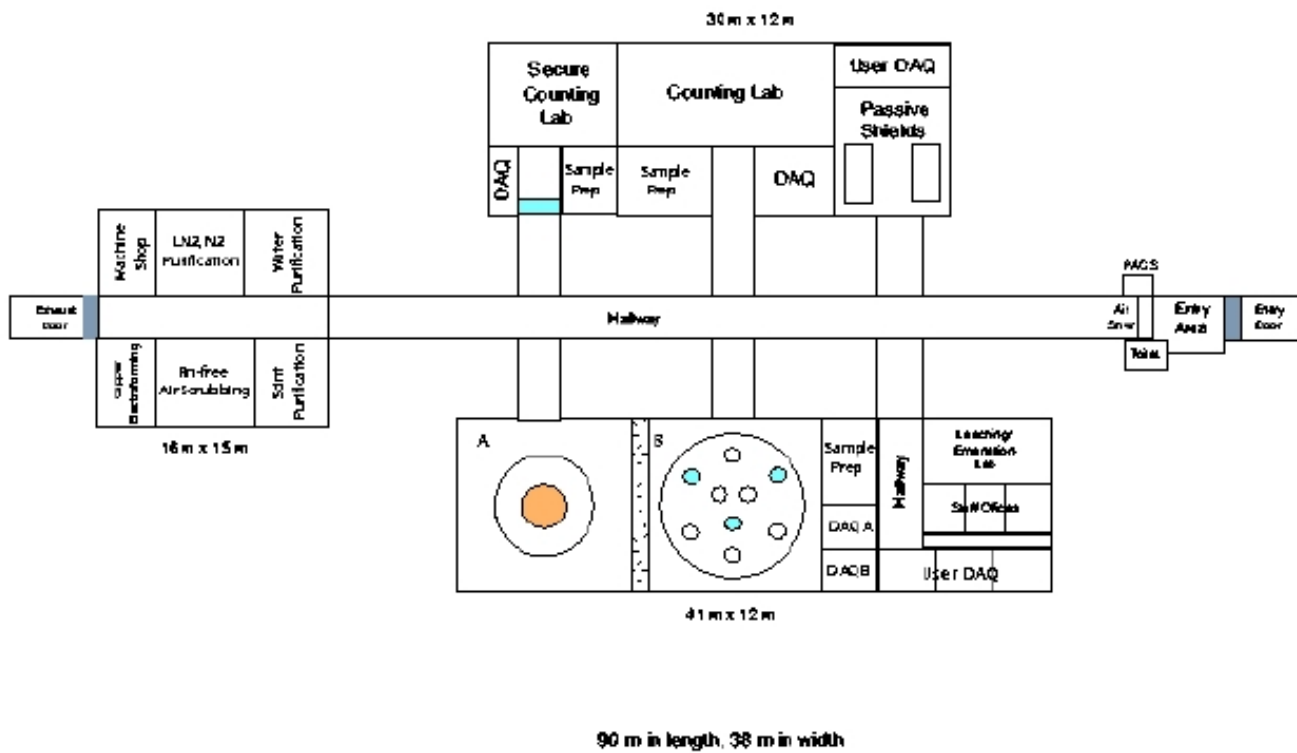 30 m x 12 m
Secure
Counting
Lab
Counting Lab
User DAQ
Passive
Shields
DAQ
Sample
Prep
Sample
Prep
DAQ
Machine
Shop
LN2, N2
Purification
Water
Purification
Exhaust
Door
Hallway
PACS
Air
Entry
Area
Entry
Door
Toilet
Copper
Electroforming
Rn-free
Air Scrubbing
Scint
Purification
16 m x 15 m
A
B
Sample
Prep
DAQ A
DAQ B
Hallway
Leaching/
Emanation
Lab
Staff Offices
User DAQ
41 m x 12 m
90 m in length, 38 m in width